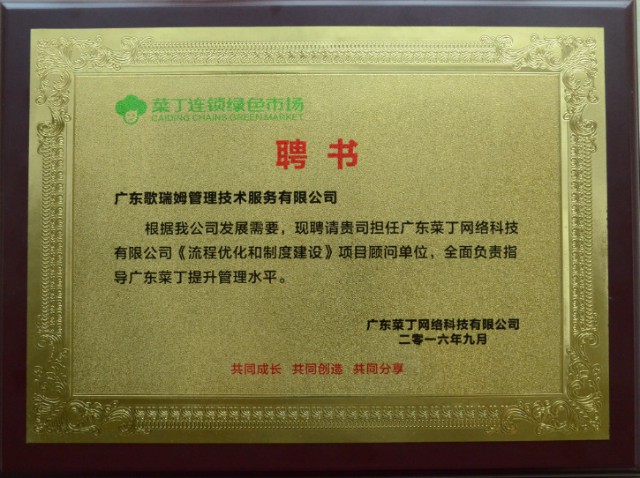 菜丁连锁绿色市场
CAIDING CHAINS GREEN MARKET
聘书
广东歌瑞姆管理技术服务有限公司
根据我公司发展需要，现聘请贵司担任广东菜丁网络科技
有限公司《流程优化和制度建设》项目顾问单位，全面负责指
导广东菜丁提升管理水平。
广东菜丁网络科技有限公司
二零一六年九月
共同成长 共同创造 共同分享